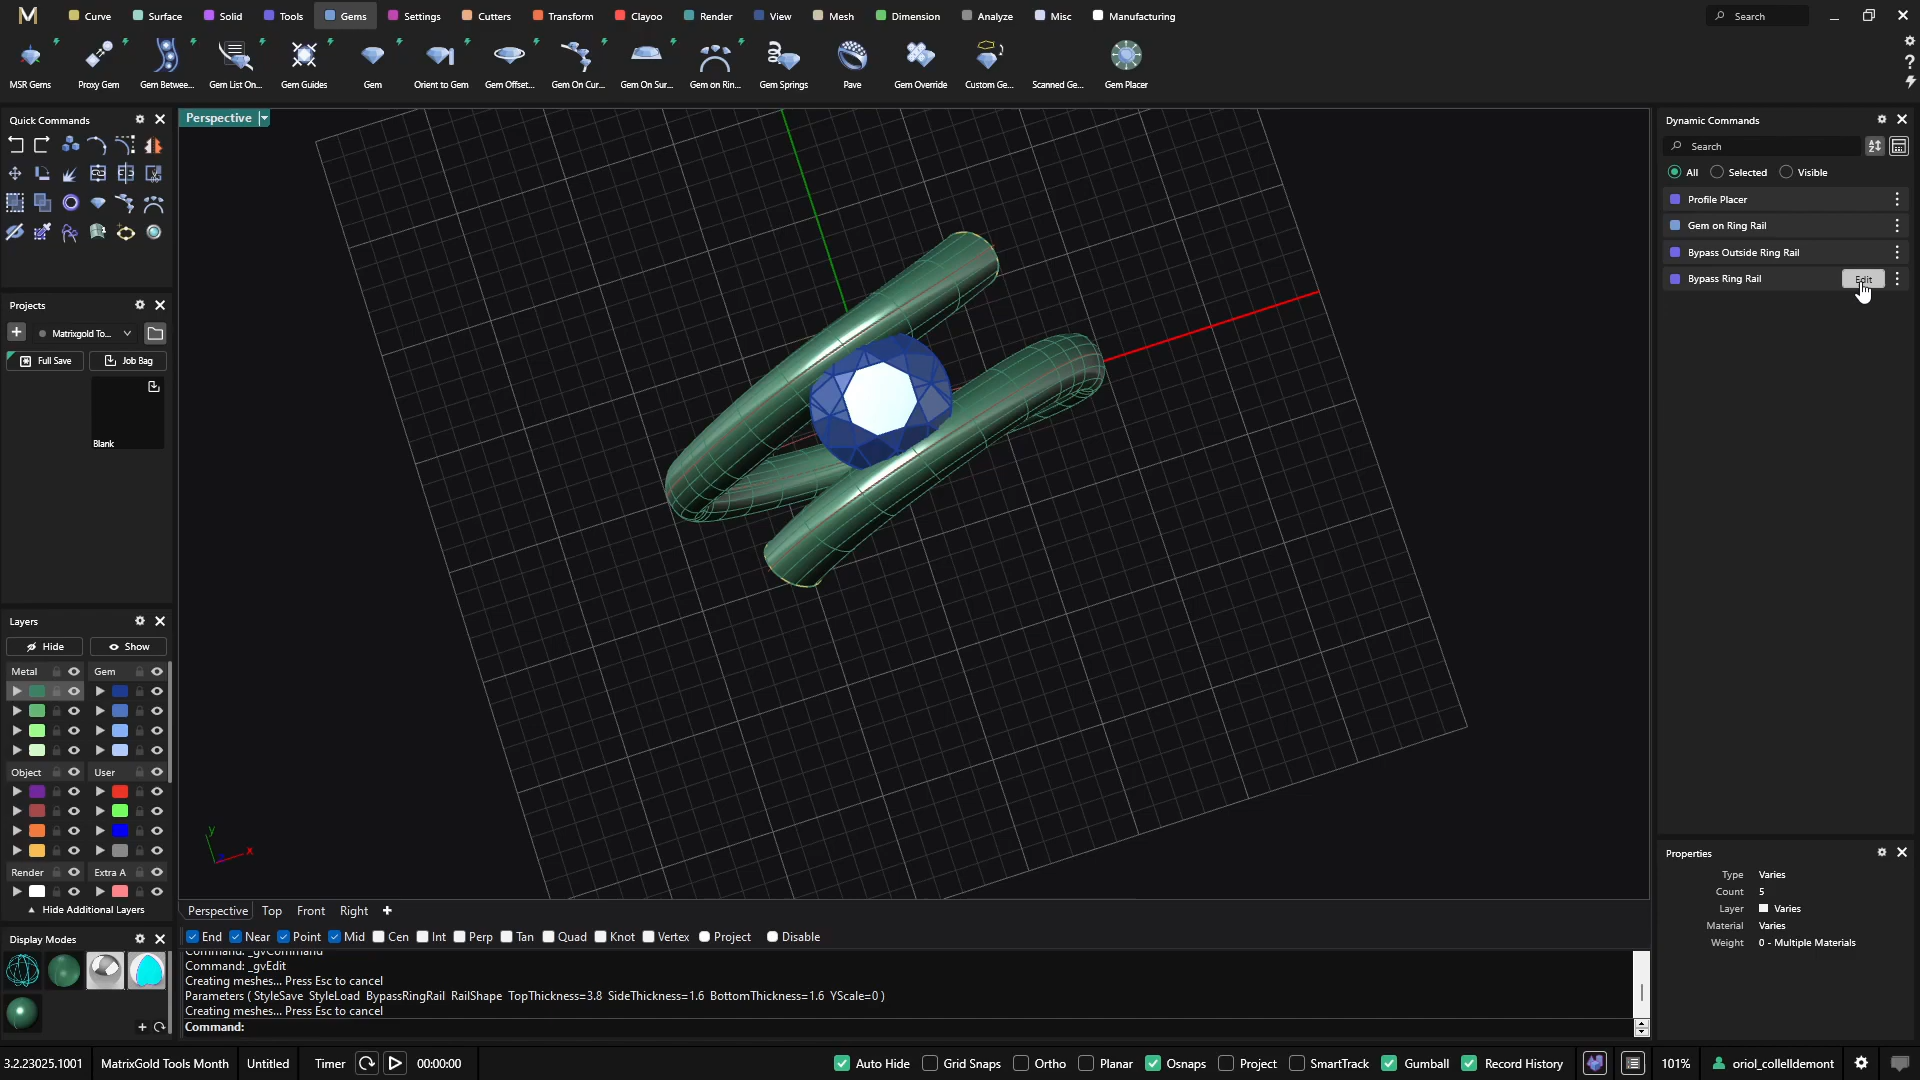 M Curve Surface Solid Tools Gems Settings Cutters Transform Clayoo Render View Mesh Dimension Analyze Misc Manufacturing Search
MSR Gems Proxy Gem Gem Betwee... Gem List On... Gem Guides Gem Orient to Gem Gem Offset... Gem On Cur... Gem On Sur... Gem on Rin... Gem Springs Pave Gem Override Custom Ge... Scanned Ge... Gem Placer
Quick Commands
Projects
Matrixgold To...
Full Save Job Bag
Blank
Layers
Hide Show
Metal Gem
Object User
Render Extra A
Hide Additional Layers
Display Modes
Perspective
y
x
Perspective Top Front Right
End Near Point Mid Cen Int Perp Tan Quad Knot Vertex Project Disable
Command: _gvCommand
Command: _gvEdit
Creating meshes... Press Esc to cancel
Parameters ( StyleSave StyleLoad BypassRingRail RailShape TopThickness=3.8 SideThickness=1.6 BottomThickness=1.6 YScale=0 )
Creating meshes... Press Esc to cancel
Command:
Dynamic Commands
Search
All Selected Visible
Profile Placer
Gem on Ring Rail
Bypass Outside Ring Rail
Bypass Ring Rail Edit
Properties
Type Varies
Count 5
Layer Varies
Material Varies
Weight 0 - Multiple Materials
3.2.23025.1001 MatrixGold Tools Month Untitled Timer 00:00:00 Auto Hide Grid Snaps Ortho Planar Osnaps Project SmartTrack Gumball Record History 101% oriol_collelldemont